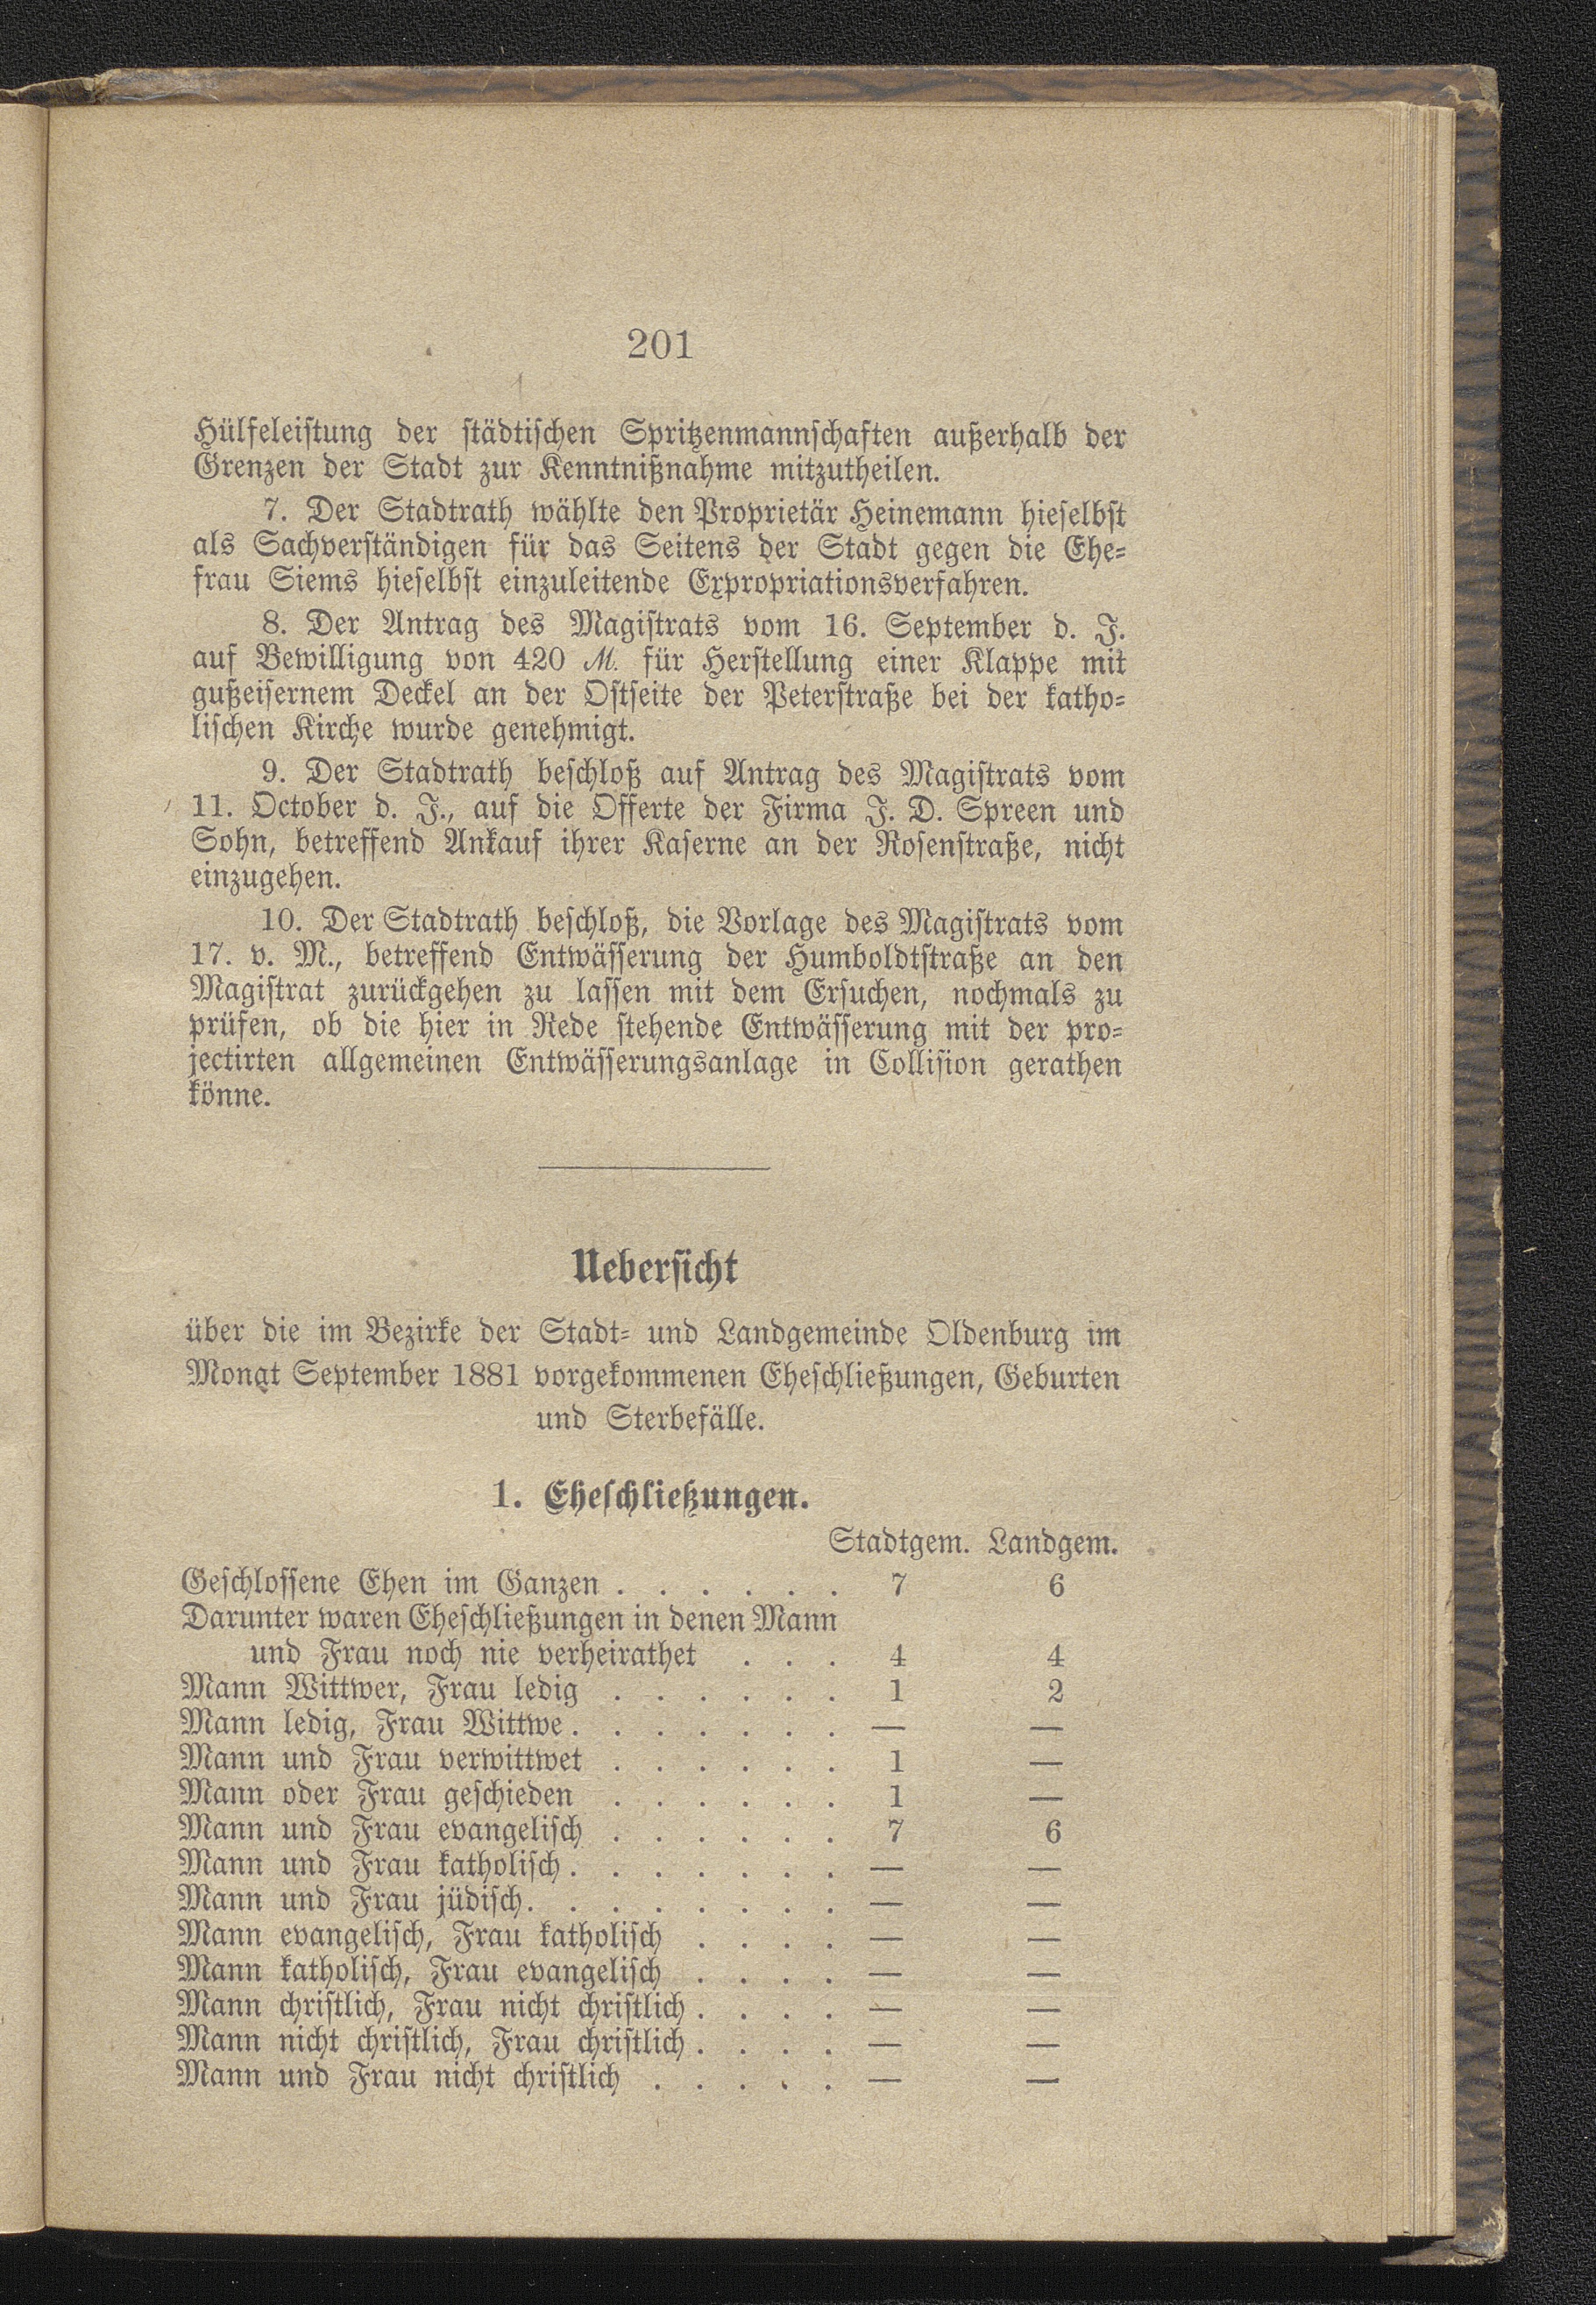 201
Hülfeleistung der städtischen Spritzenmannschaften außerhalb der
Grenzen der Stadt zur Kenntnißnahme mitzutheilen.
7. Der Stadtrath wählte den Proprietär Heinemann hieselbst
als Sachverständigen für das Seitens der Stadt gegen die Ehe-
frau Siems hieselbst einzuleitende Expropriationsverfahren.
8. Der Antrag des Magistrats vom 16. September d. J.
auf Bewilligung von 420 M. für Herstellung einer Klappe mit
gußeisernem Deckel an der Ostseite der Peterstraße bei der katho-
lischen Kirche wurde genehmigt.
9. Der Stadtrath beschloß auf Antrag des Magistrats vom
11. October d. J., auf die Offerte der Firma J. D. Spreen und
Sohn, betreffend Ankauf ihrer Kaserne an der Rosenstraße, nicht
einzugehen.
10. Der Stadtrath beschloß, die Vorlage des Magistrats vom
17. v. M., betreffend Entwässerung der Humboldtstraße an den
Magistrat zurückgehen zu lassen mit dem Ersuchen, nochmals zu
prüfen, ob die hier in Rede stehende Entwässerung mit der pro-
jectirten allgemeinen Entwässerungsanlage in Collision gerathen
könne.
Uebersicht
über die im Bezirke der Stadt- und Landgemeinde Oldenburg im
Monat September 1881 vorgekommenen Eheschließungen, Geburten
und Sterbefälle.
1. Eheschließungen.
Stadtgem. Landgem.
Geschlossene Ehen im Ganzen . . . . . . 7 6
Darunter waren Eheschließungen in denen Mann
und Frau noch nie verheirathet . . . 4 4
Mann Wittwer, Frau ledig . . . . . . 1 2
Mann ledig, Frau Wittwe . . . . . . . — —
Mann und Frau verwittwet . . . . . . 1 —
Mann oder Frau geschieden . . . . . . 1 —
Mann und Frau evangelisch . . . . . . 7 6
Mann und Frau katholisch . . . . . . . — —
Mann und Frau jüdisch . . . . . . . . — —
Mann evangelisch, Frau katholisch . . . . — —
Mann katholisch, Frau evangelisch . . . . — —
Mann christlich, Frau nicht christlich . . . . — —
Mann nicht christlich, Frau christlich . . . . — —
Mann und Frau nicht christlich . . . . . — —